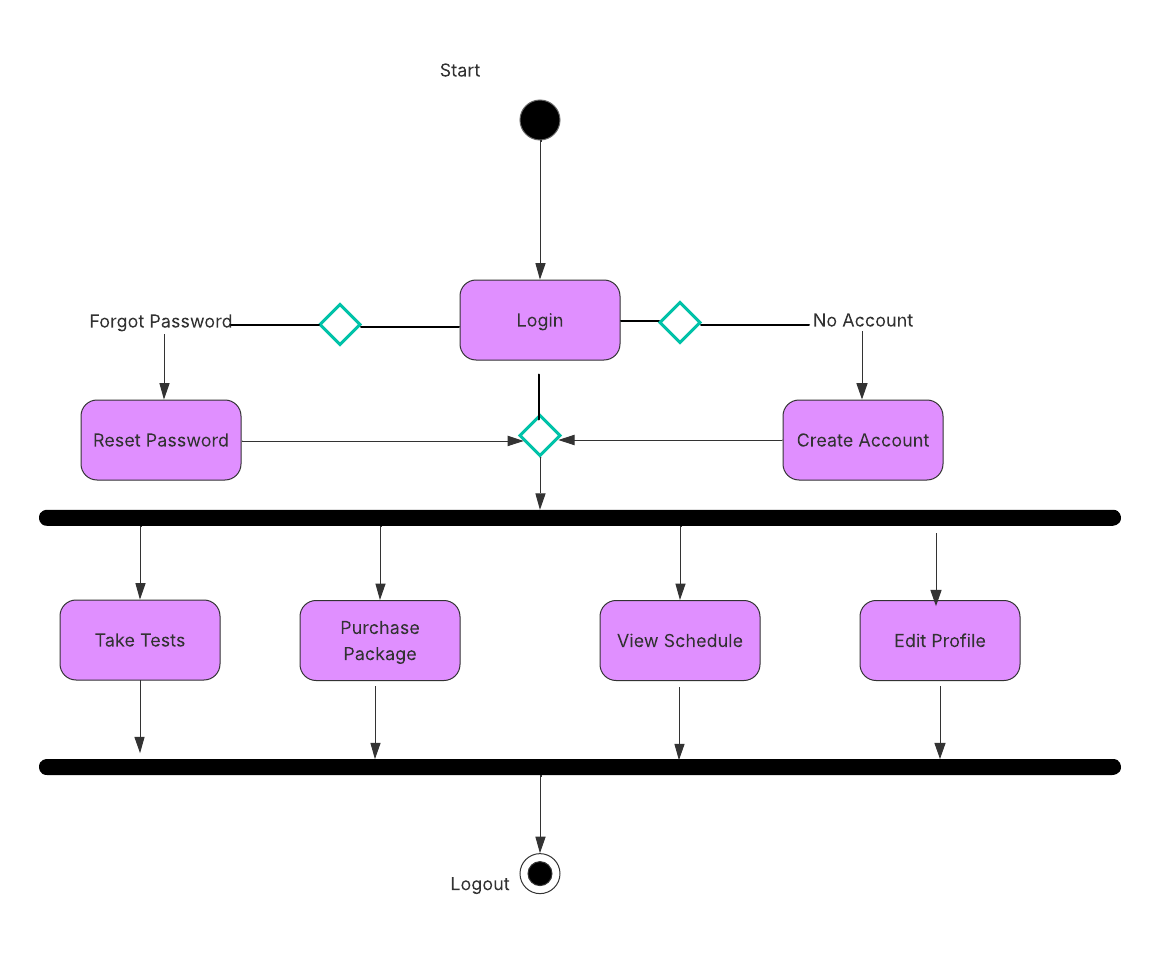 Start
Login
Forgot Password
No Account
Reset Password
Create Account
Take Tests
Purchase
Package
View Schedule
Edit Profile
Logout